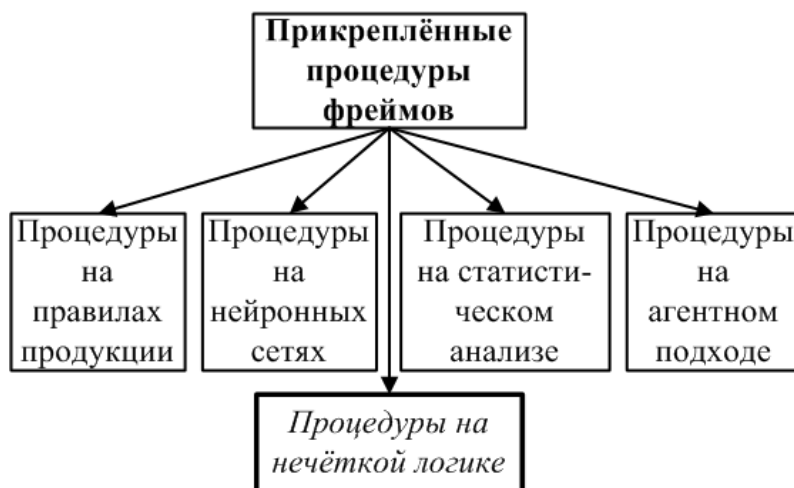 Прикреплённые
процедуры
фреймов
Процедуры
на
правилах
продукции
Процедуры
на
нейронных
сетях
Процедуры
на статисти-
ческом
анализе
Процедуры
на
агентном
подходе
Процедуры на
нечёткой логике